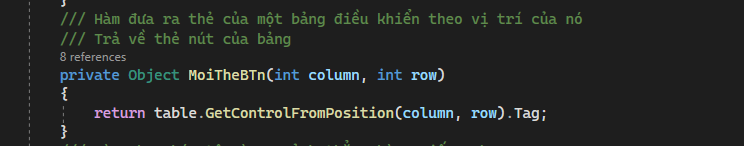 /// Hàm đưa ra thẻ của một bảng điều khiển theo vị trí của nó
/// Trả về thẻ nút của bảng
8 references
private Object MoiTheBTn(int column, int row)
{
return table.GetControlFromPosition(column, row).Tag;
}